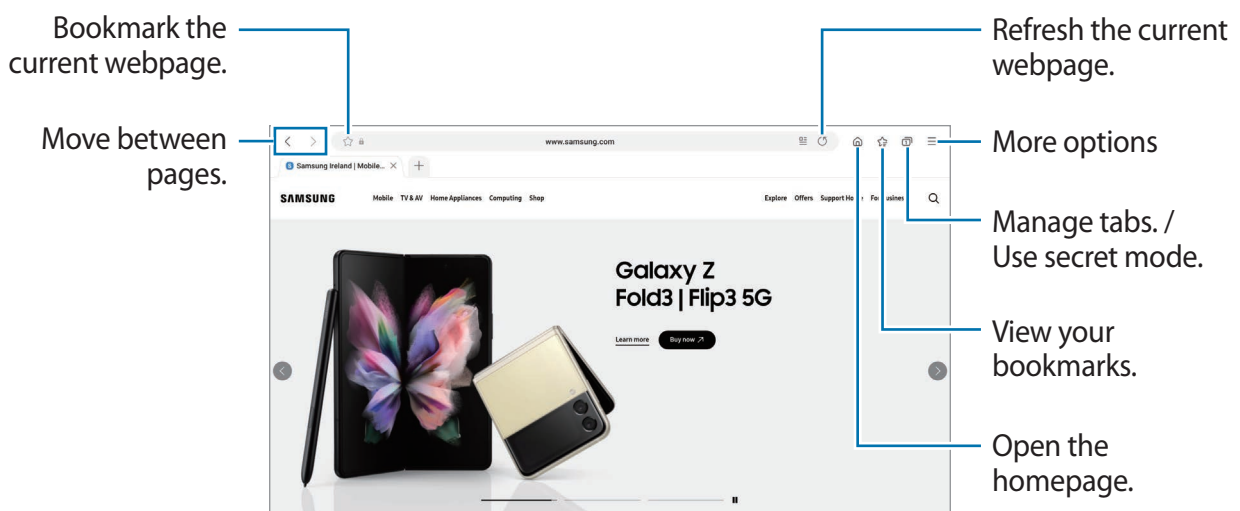 Bookmark the
current webpage.
Refresh the current
webpage.
Move between
pages.
www.samsung.com
More options
Samsung Ireland | Mobile...
SAMSUNG Mobile TV & AV Home Appliances Computing Shop Explore Offers Support
Manage tabs. /
Use secret mode.
Galaxy Z
Fold3 | Flip3 5G
Learn more Buy now
View your
bookmarks.
Open the
homepage.